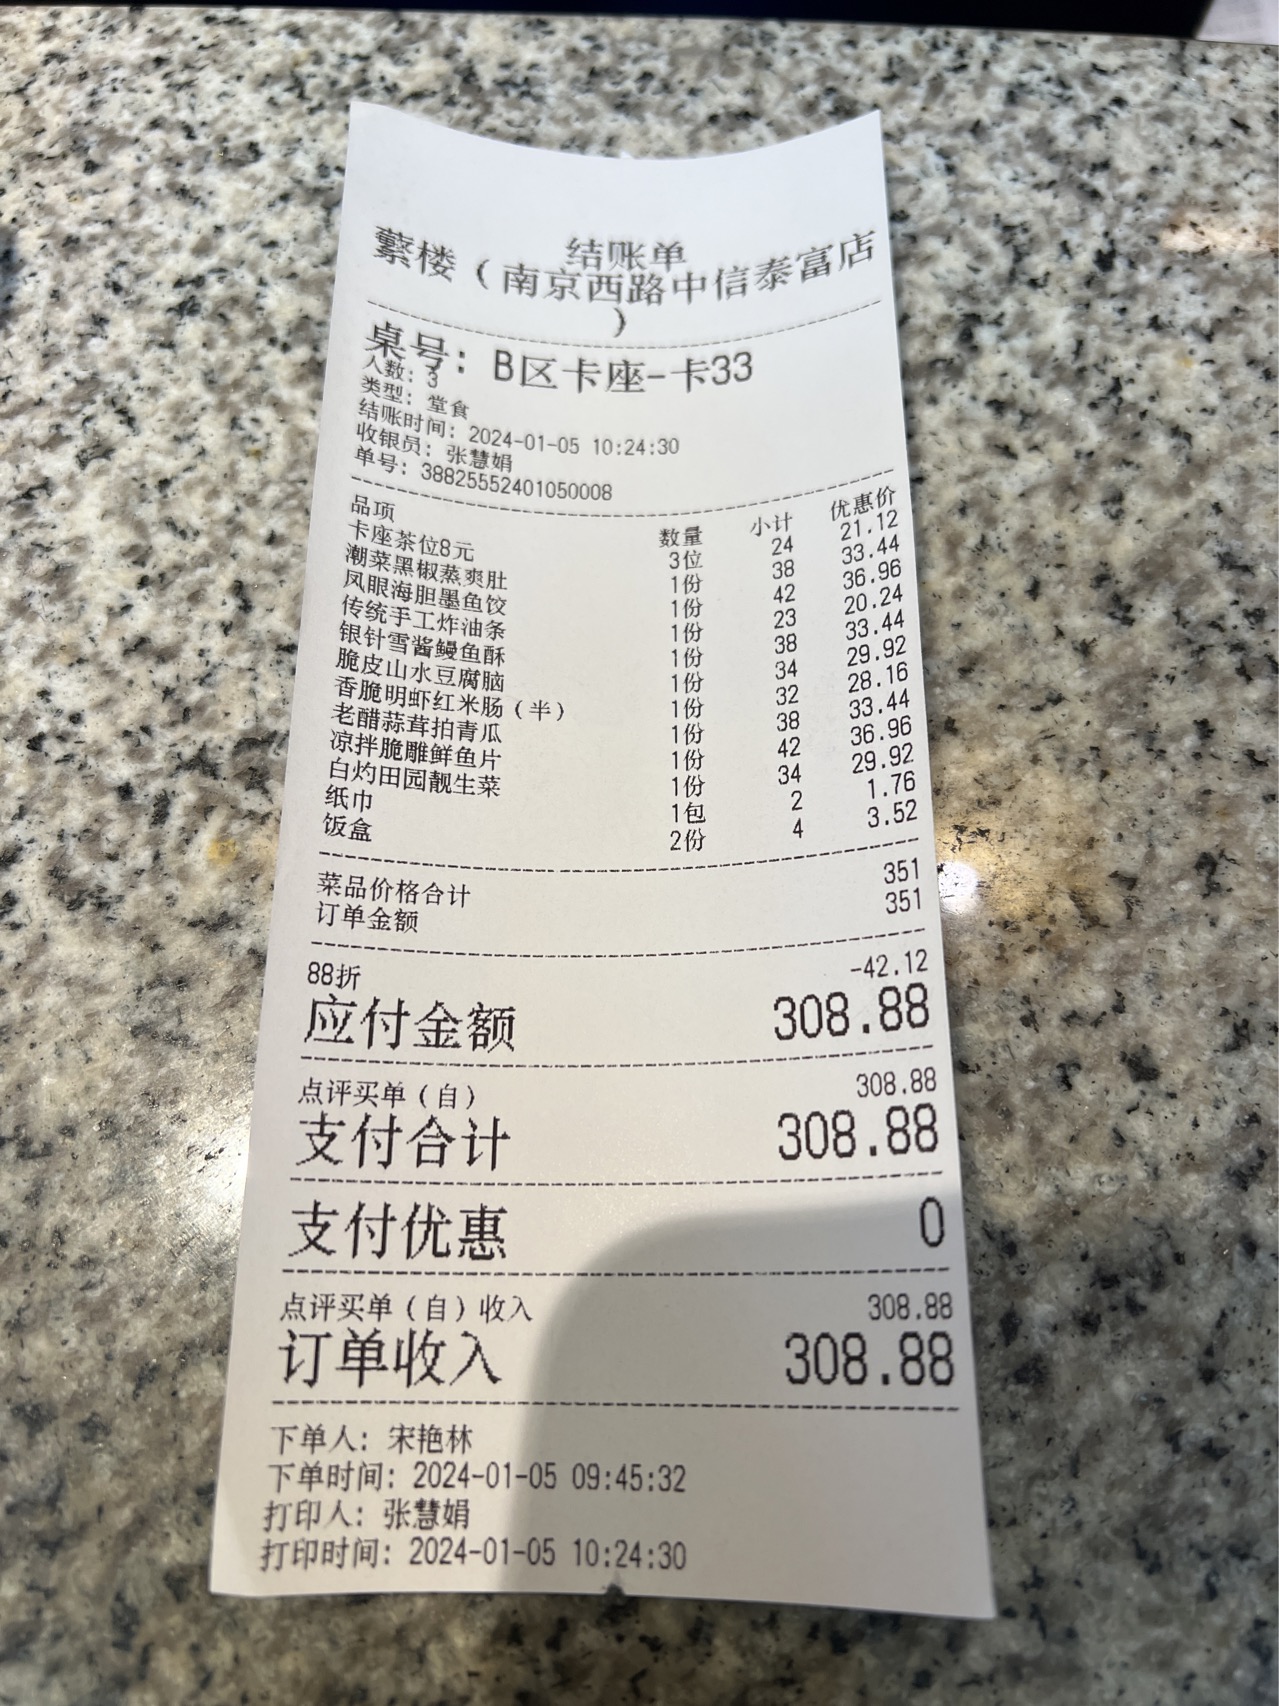 结账单
蘩楼（南京西路中信泰富店
）
桌号：B区卡座-卡33
人数：3
类型：堂食
结账时间：2024-01-05 10:24:30
收银员：张慧娟
单号：38825552401050008
品项 数量 小计 优惠价
卡座茶位8元 3位 24 21.12
潮菜黑椒蒸爽肚 1份 38 33.44
凤眼海胆墨鱼饺 1份 42 36.96
传统手工炸油条 1份 23 20.24
银针雪酱鳗鱼酥 1份 38 33.44
脆皮山水豆腐脑 1份 34 29.92
香脆明虾红米肠（半） 1份 32 28.16
老醋蒜茸拍青瓜 1份 38 33.44
凉拌脆雕鲜鱼片 1份 42 36.96
白灼田园靓生菜 1份 34 29.92
纸巾 1包 2 1.76
饭盒 2份 4 3.52
菜品价格合计 351
订单金额 351
88折 -42.12
应付金额 308.88
点评买单（自） 308.88
支付合计 308.88
支付优惠 0
点评买单（自）收入 308.88
订单收入 308.88
下单人：宋艳林
下单时间：2024-01-05 09:45:32
打印人：张慧娟
打印时间：2024-01-05 10:24:30